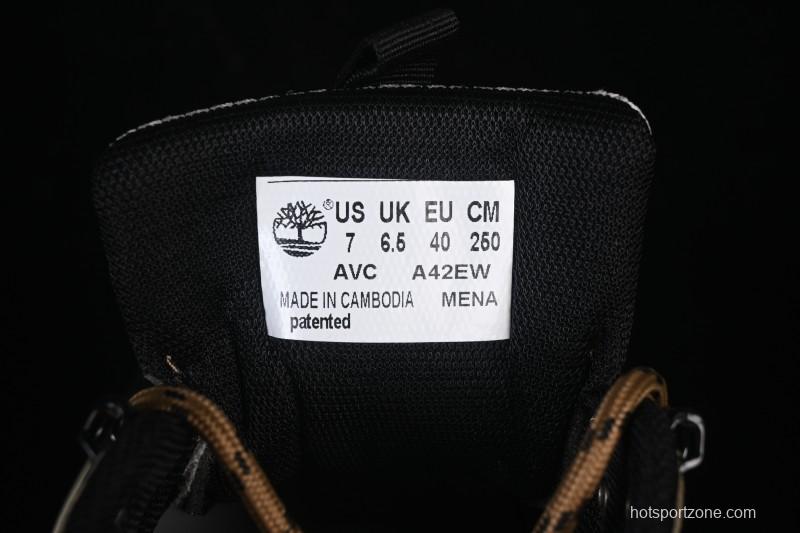 ® US UK EU CM
7 6.5 40 250
AVC A42EW
MADE IN CAMBODIA MENA
patented
hotsportzone.com